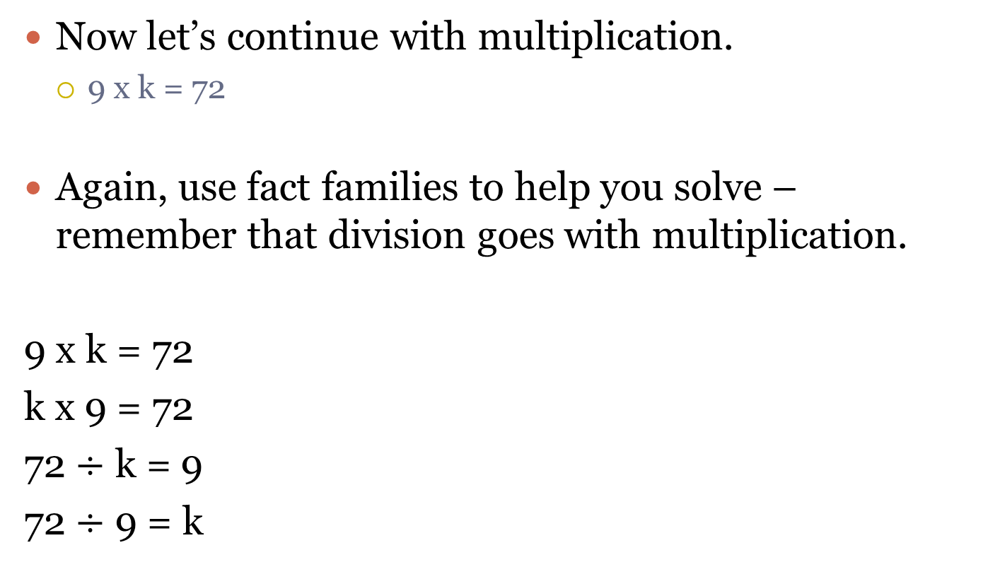 • Now let’s continue with multiplication.
○ 9 x k = 72
• Again, use fact families to help you solve –
remember that division goes with multiplication.
9 x k = 72
k x 9 = 72
72 ÷ k = 9
72 ÷ 9 = k